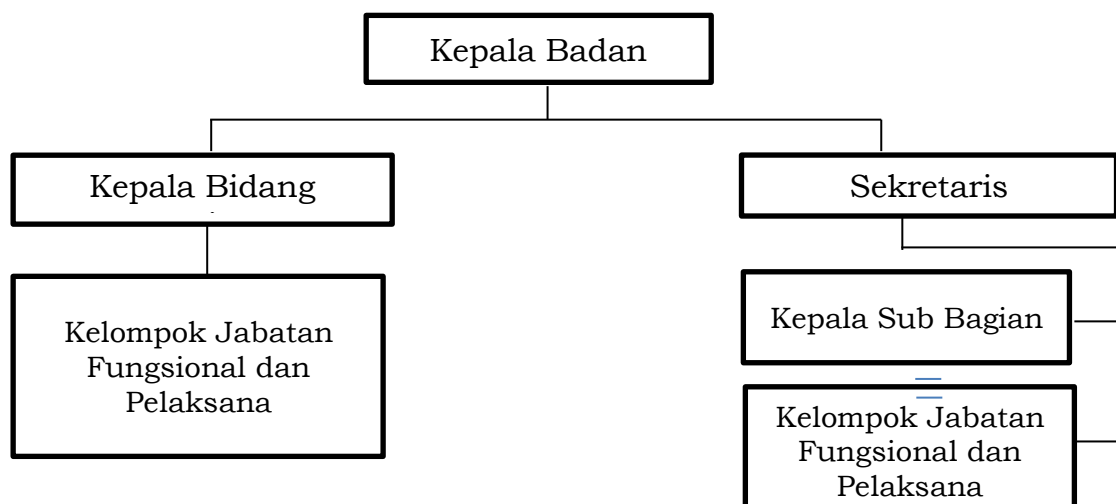 Kepala Badan
Kepala Bidang
Sekretaris
Kelompok Jabatan
Fungsional dan
Pelaksana
Kepala Sub Bagian
Kelompok Jabatan
Fungsional dan
Pelaksana